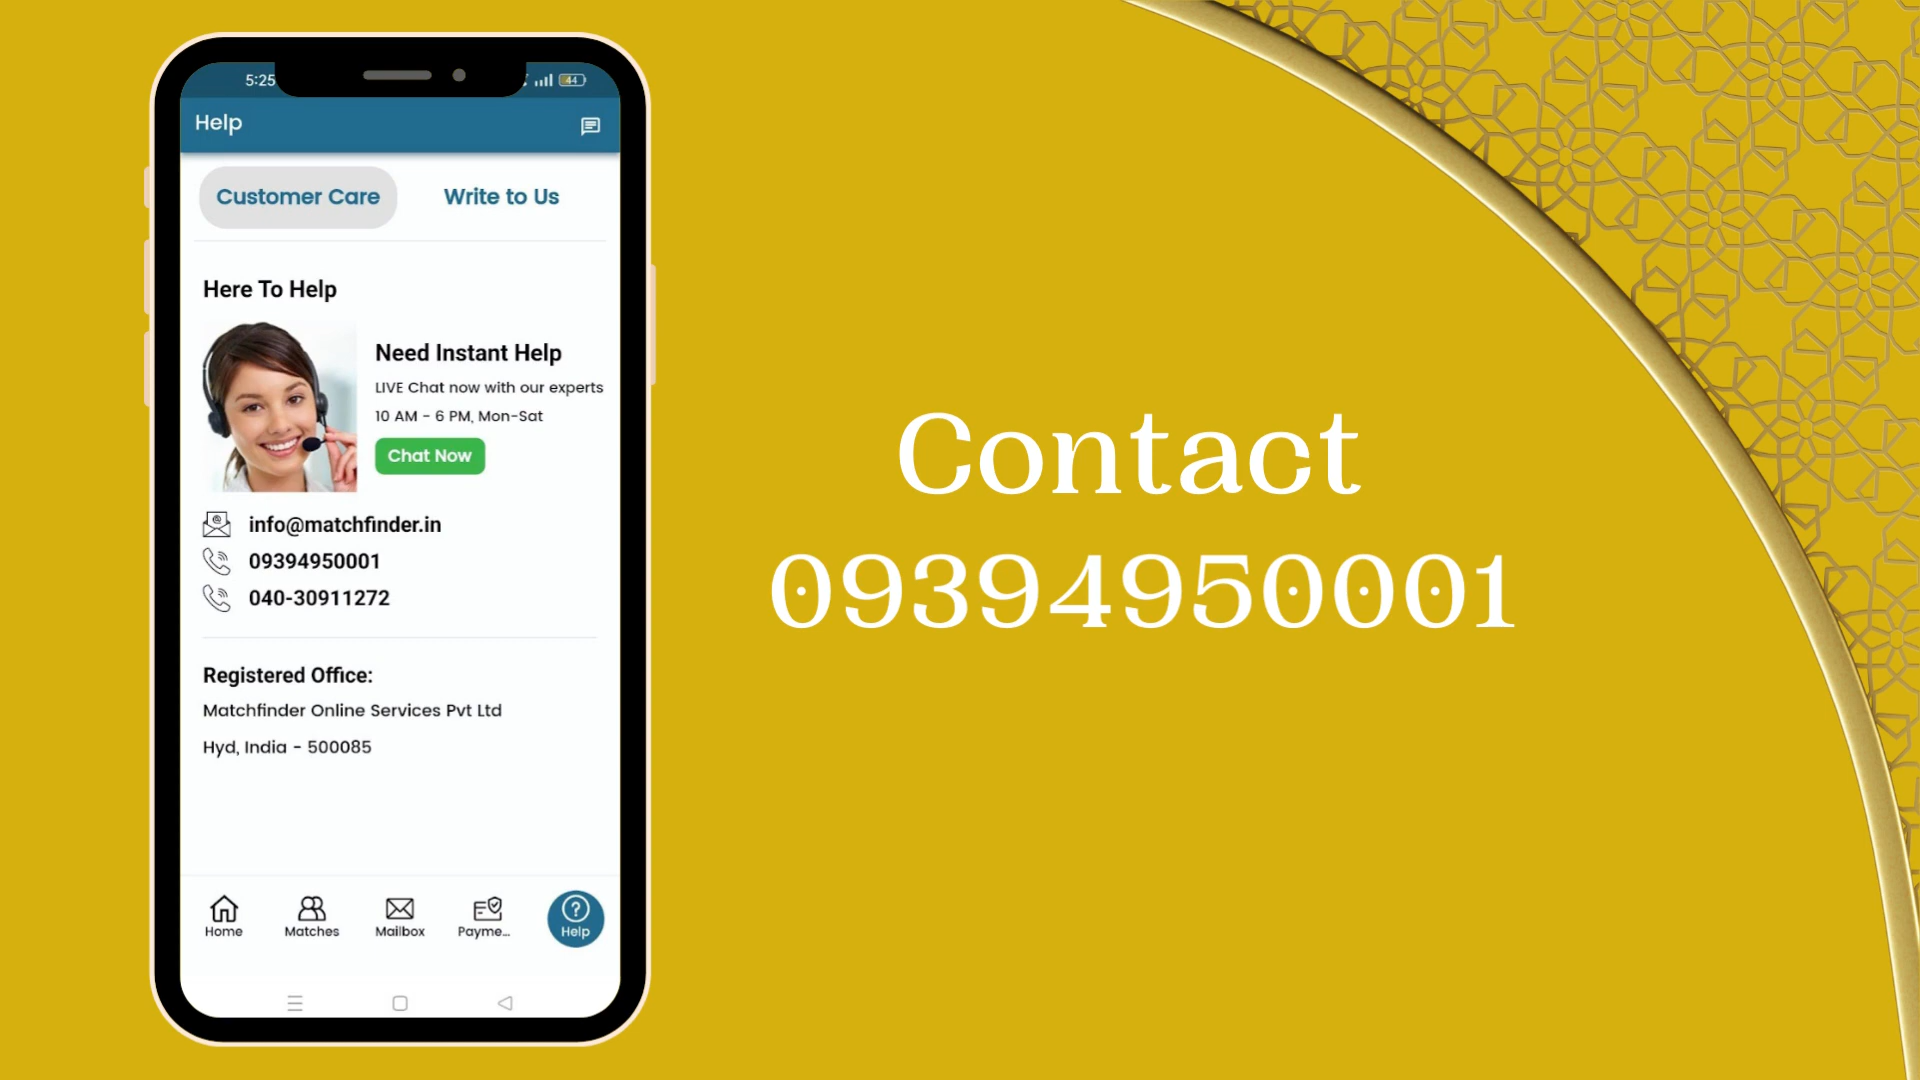 5:25
44
Help
Customer Care
Write to Us
Here To Help
Need Instant Help
LIVE Chat now with our experts
10 AM - 6 PM, Mon-Sat
Chat Now
info@matchfinder.in
09394950001
040-30911272
Registered Office:
Matchfinder Online Services Pvt Ltd
Hyd, India - 500085
Home
Matches
Mailbox
Payme...
Help
Contact
09394950001